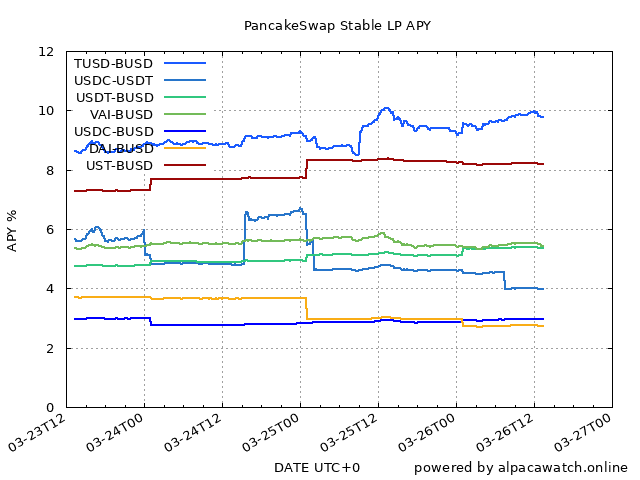 PancakeSwap Stable LP APY
12
10
8
6
4
2
0
APY %
TUSD-BUSD
USDC-USDT
USDT-BUSD
VAI-BUSD
USDC-BUSD
DAI-BUSD
UST-BUSD
03-23T12
03-24T00
03-24T12
03-25T00
03-25T12
03-26T00
03-26T12
03-27T00
DATE UTC+0
powered by alpacawatch.online